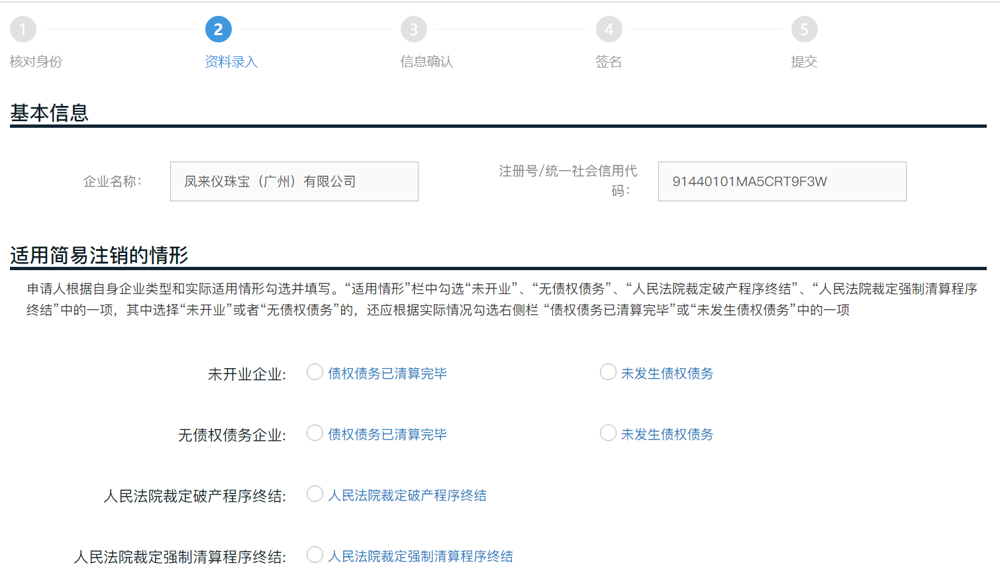 1 2 3 4 5
核对身份 资料录入 信息确认 签名 提交
基本信息
企业名称： 凤来仪珠宝（广州）有限公司 注册号/统一社会信用代
码： 91440101MA5CRT9F3W
适用简易注销的情形
申请人根据自身企业类型和实际适用情形勾选并填写。“适用情形”栏中勾选“未开业”、“无债权债务”、“人民法院裁定破产程序终结”、“人民法院裁定强制清算程序
终结”中的一项，其中选择“未开业”或者“无债权债务”的，还应根据实际情况勾选右侧栏 “债权债务已清算完毕”或“未发生债权债务”中的一项
未开业企业: 债权债务已清算完毕 未发生债权债务
无债权债务企业: 债权债务已清算完毕 未发生债权债务
人民法院裁定破产程序终结: 人民法院裁定破产程序终结
人民法院裁定强制清算程序终结: 人民法院裁定强制清算程序终结